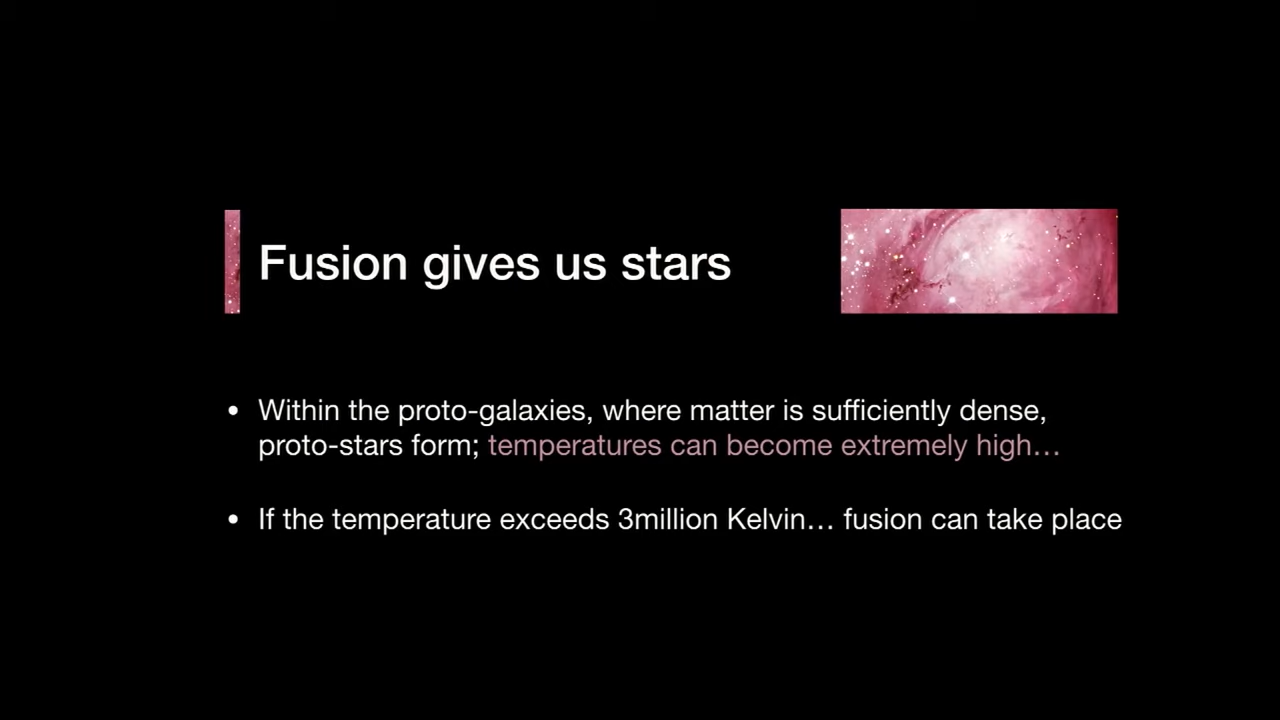 Fusion gives us stars
• Within the proto-galaxies, where matter is sufficiently dense,
proto-stars form; temperatures can become extremely high…
• If the temperature exceeds 3million Kelvin… fusion can take place